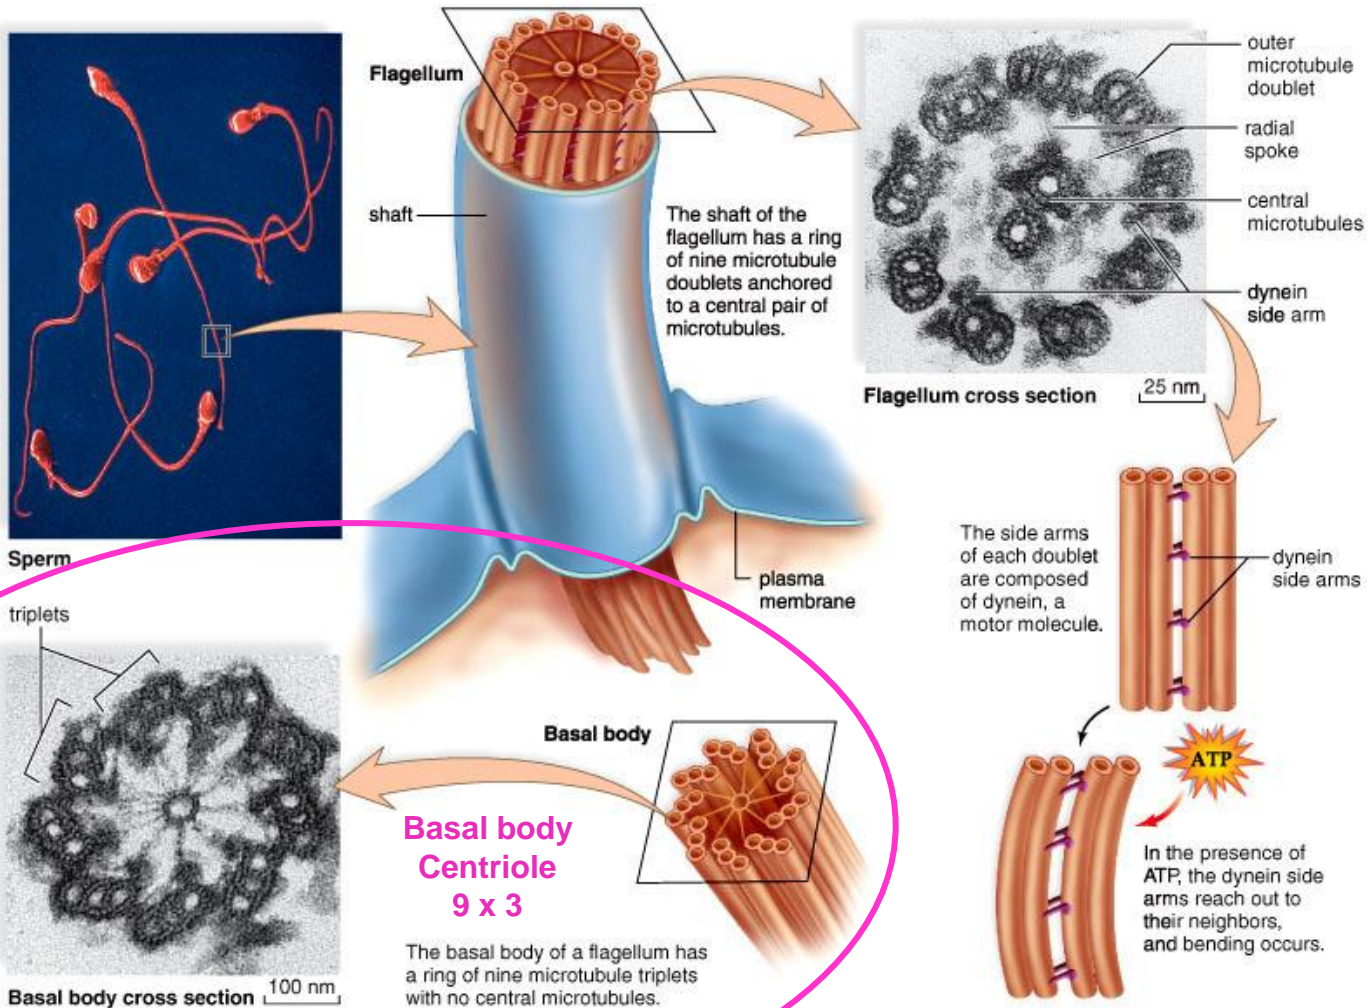 Flagellum
shaft
The shaft of the
flagellum has a ring
of nine microtubule
doublets anchored
to a central pair of
microtubules.
outer
microtubule
doublet
radial
spoke
central
microtubules
dynein
side arm
Flagellum cross section
25 nm
Sperm
plasma
membrane
The side arms
of each doublet
are composed
of dynein, a
motor molecule.
dynein
side arms
ATP
In the presence of
ATP, the dynein side
arms reach out to
their neighbors,
and bending occurs.
triplets
Basal body
Basal body
Centriole
9 x 3
The basal body of a flagellum has
a ring of nine microtubule triplets
with no central microtubules.
Basal body cross section
100 nm